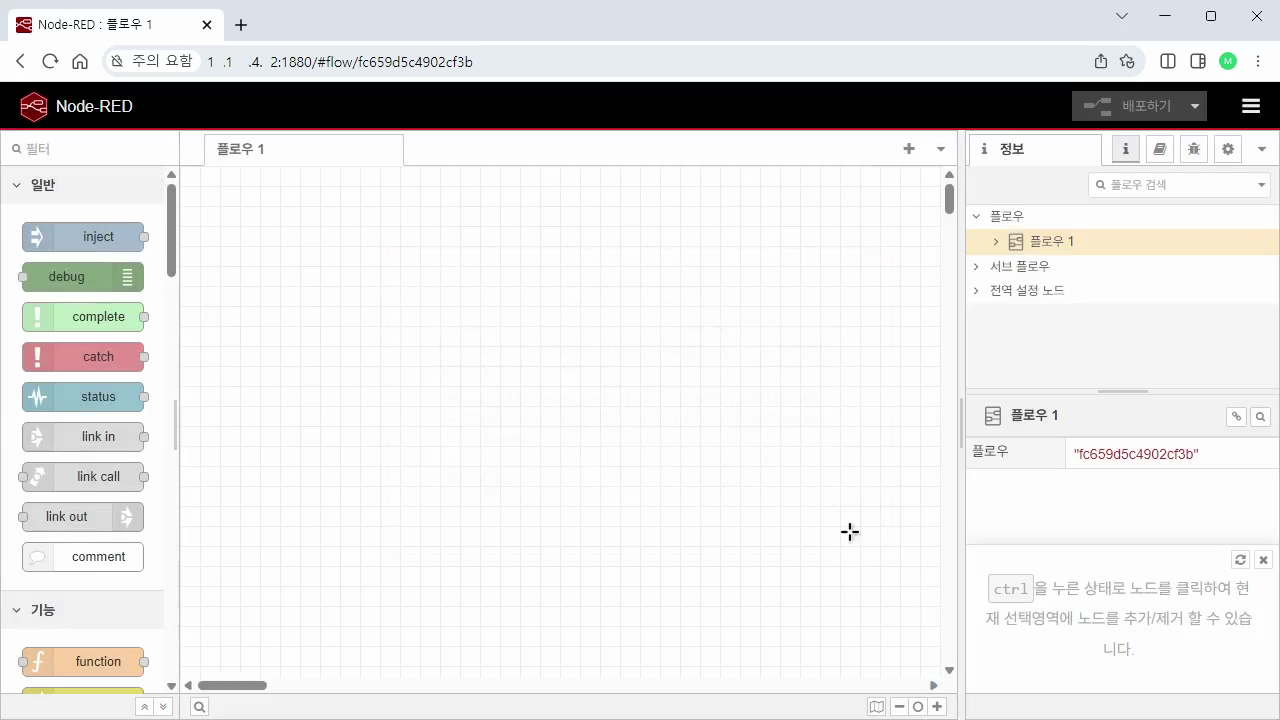 Node-RED : 플로우 1
주의 요함
1 .1 .4. 2:1880/#flow/fc659d5c4902cf3b
M
Node-RED
배포하기
필터
플로우 1
정보
일반
플로우 검색
inject
debug
complete
catch
status
link in
link call
link out
comment
기능
function
플로우
플로우 1
서브 플로우
전역 설정 노드
플로우 1
플로우
"fc659d5c4902cf3b"
ctrl을 누른 상태로 노드를 클릭하여 현
재 선택영역에 노드를 추가/제거 할 수 있습
니다.